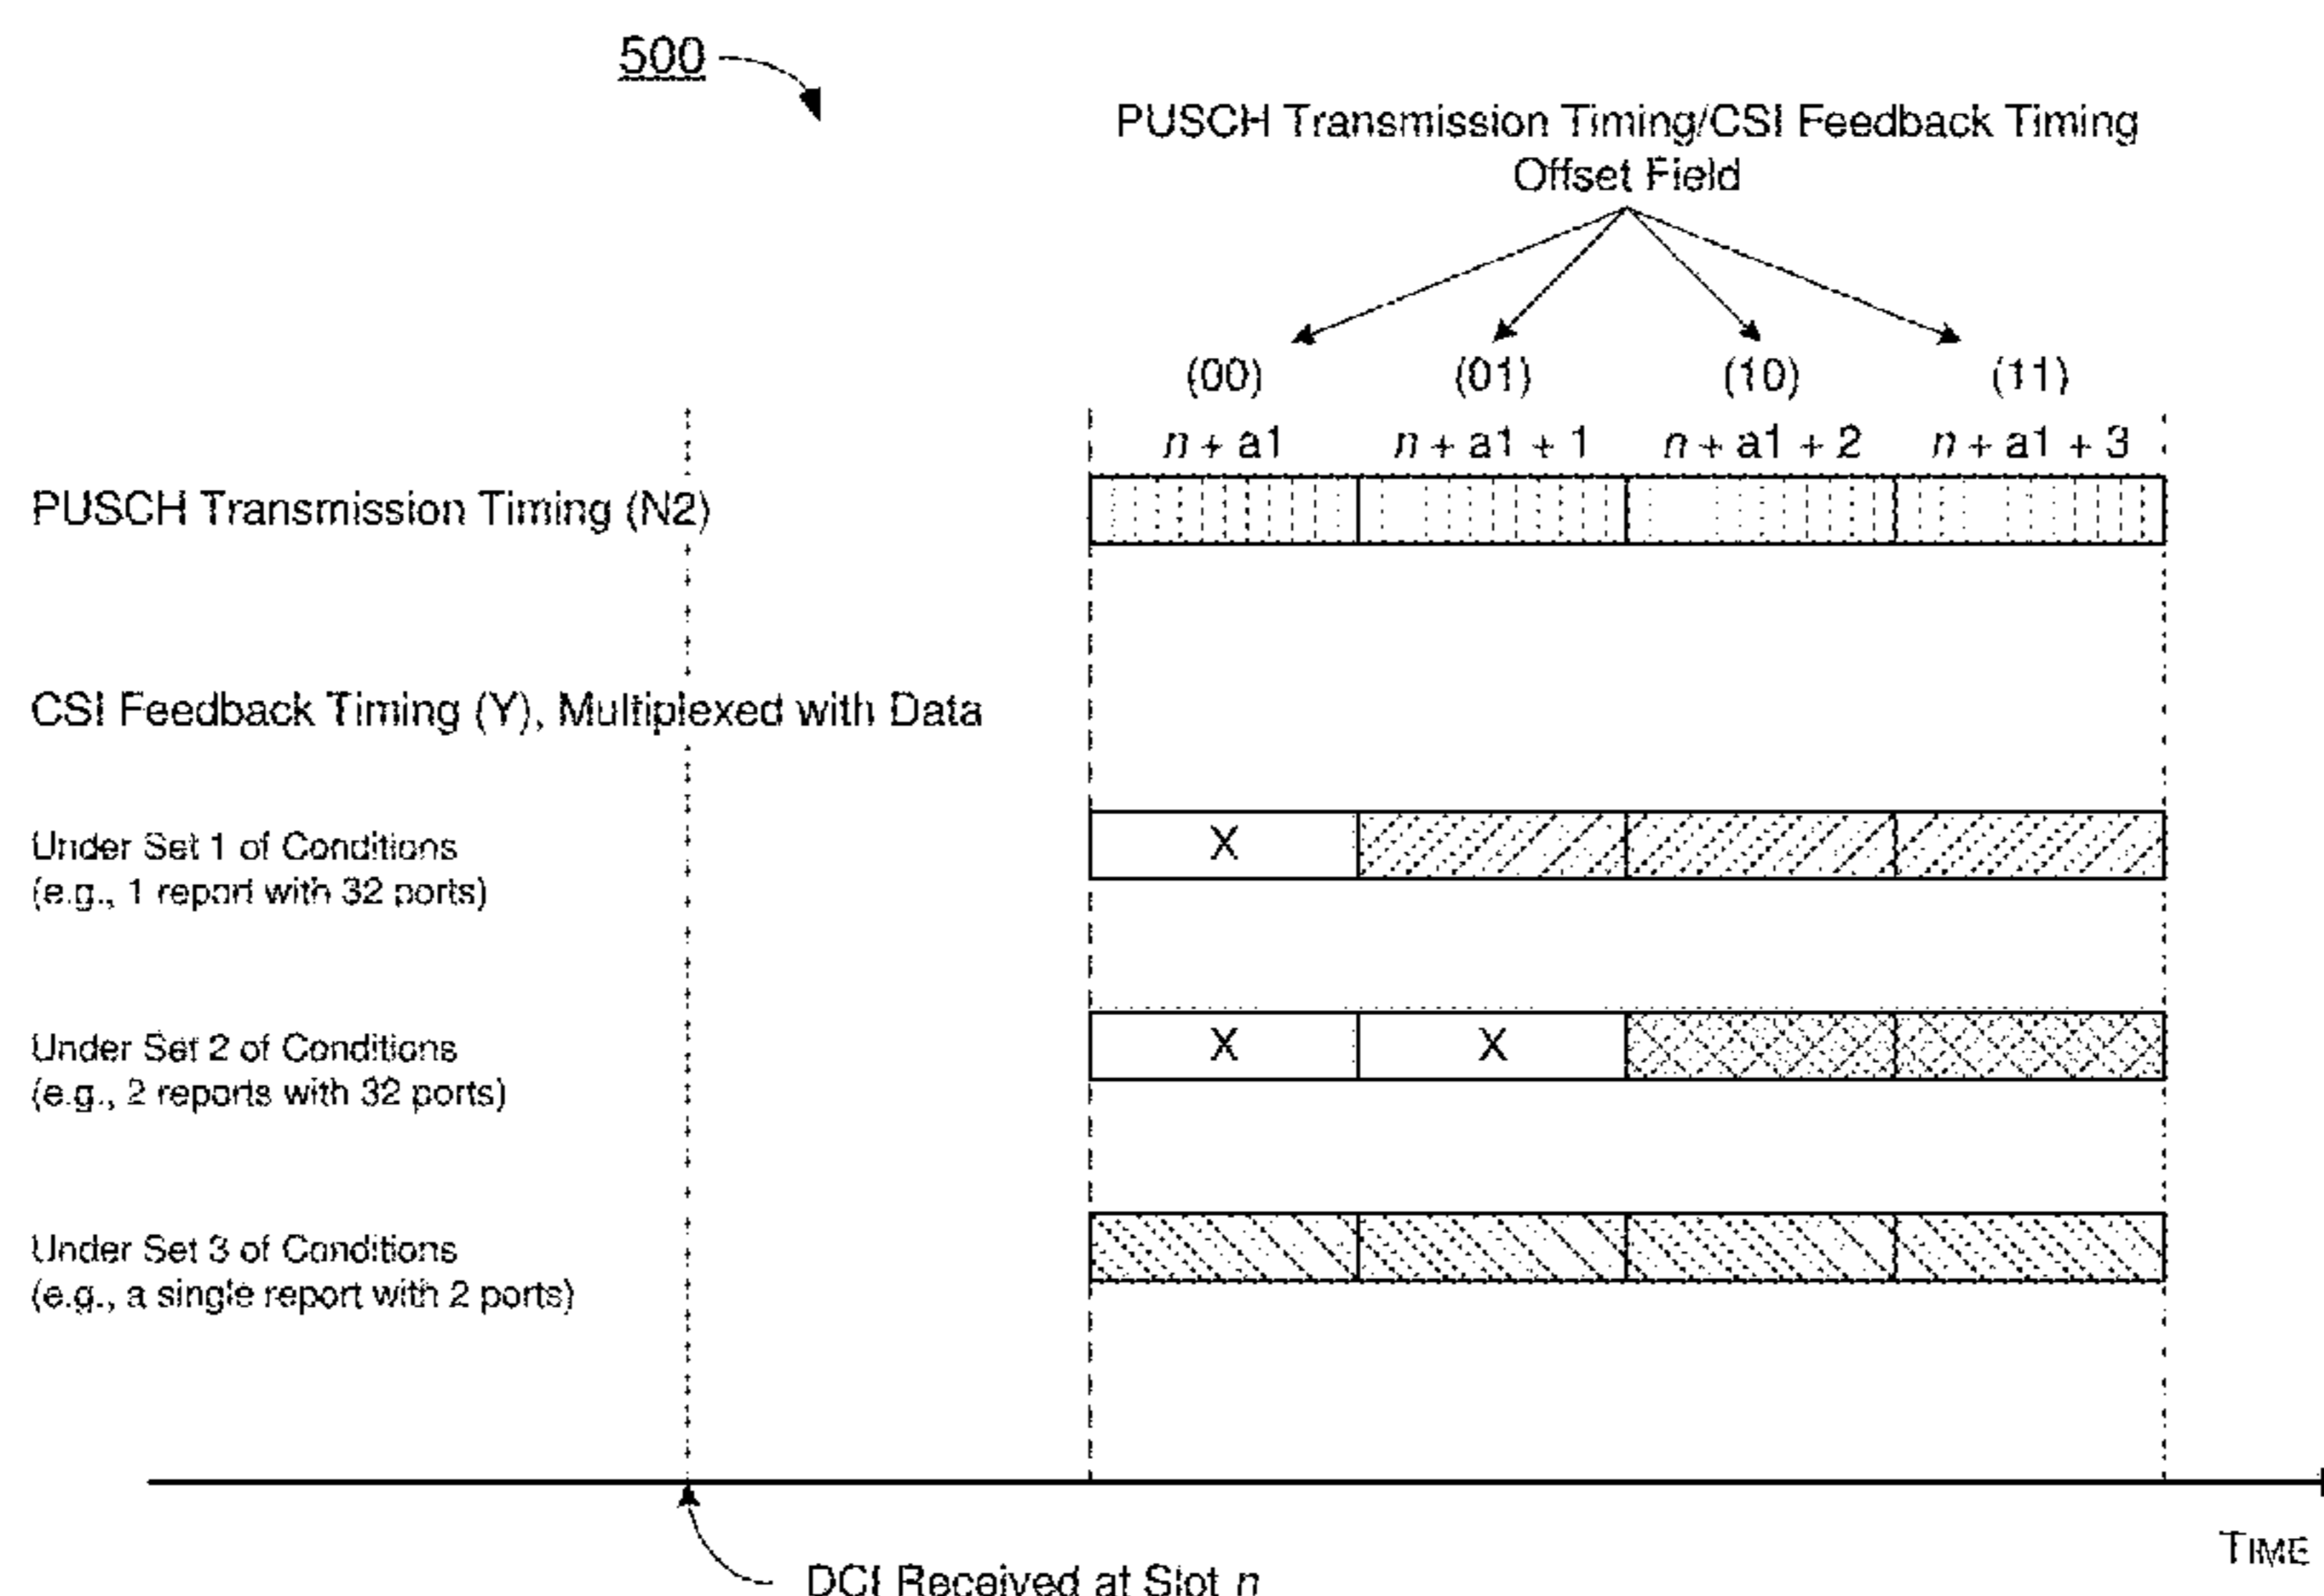 500
PUSCH Transmission Timing/CSI Feedback Timing
Offset Field
(00) (01) (10) (11)
n + a1 n + a1 + 1 n + a1 + 2 n + a1 + 3
PUSCH Transmission Timing (N2)
CSI Feedback Timing (Y), Multiplexed with Data
Under Set 1 of Conditions
(e.g., 1 report with 32 ports)
X
Under Set 2 of Conditions
(e.g., 2 reports with 32 ports)
X X
Under Set 3 of Conditions
(e.g., a single report with 2 ports)
TIME
DCI Received at Slot n